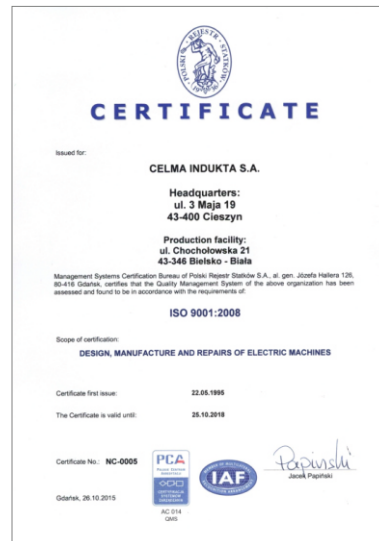 POLSKI REJESTR STATKÓW
1936
CERTIFICATE
Issued for:
CELMA INDUKTA S.A.
Headquarters:
ul. 3 Maja 19
43-400 Cieszyn
Production facility:
ul. Chochołowska 21
43-346 Bielsko - Biała
Management Systems Certification Bureau of Polski Rejestr Statków S.A., al. gen. Józefa Hallera 126,
80-416 Gdańsk, certifies that the Quality Management System of the above organization has been
assessed and found to be in accordance with the requirements of:
ISO 9001:2008
Scope of certification:
DESIGN, MANUFACTURE AND REPAIRS OF ELECTRIC MACHINES
Certificate first issue: 22.05.1995
The Certificate is valid until: 25.10.2018
Certificate No.: NC-0005
PCA
IAF
Papiński
Jacek Papiński
Gdańsk, 26.10.2015
AC 014
QMS